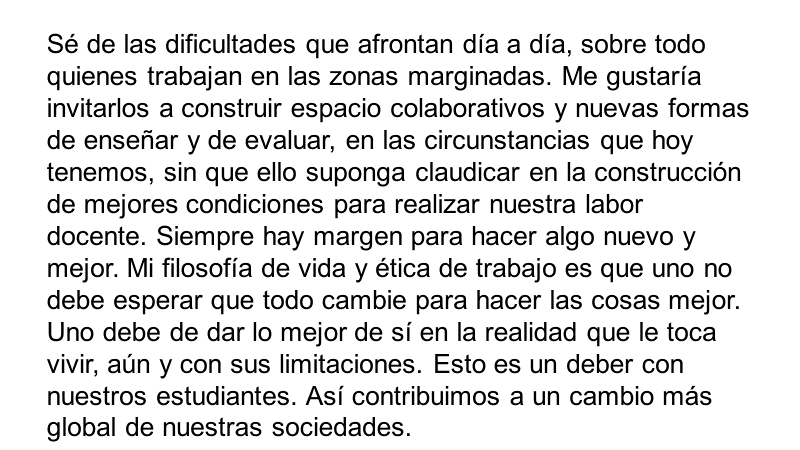 Sé de las dificultades que afrontan día a día, sobre todo
quienes trabajan en las zonas marginadas. Me gustaría
invitarlos a construir espacio colaborativos y nuevas formas
de enseñar y de evaluar, en las circunstancias que hoy
tenemos, sin que ello suponga claudicar en la construcción
de mejores condiciones para realizar nuestra labor
docente. Siempre hay margen para hacer algo nuevo y
mejor. Mi filosofía de vida y ética de trabajo es que uno no
debe esperar que todo cambie para hacer las cosas mejor.
Uno debe de dar lo mejor de sí en la realidad que le toca
vivir, aún y con sus limitaciones. Esto es un deber con
nuestros estudiantes. Así contribuimos a un cambio más
global de nuestras sociedades.